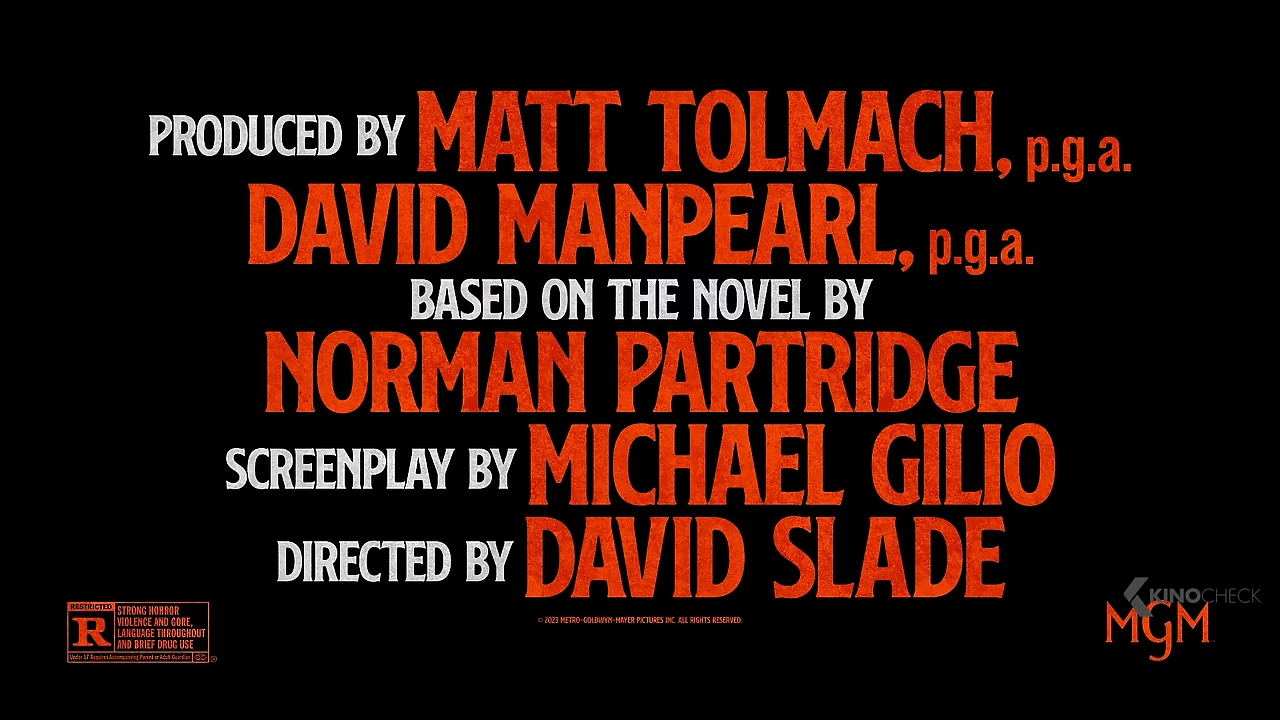 PRODUCED BY MATT TOLMACH, p.g.a.
DAVID MANPEARL, p.g.a.
BASED ON THE NOVEL BY
NORMAN PARTRIDGE
SCREENPLAY BY MICHAEL GILIO
DIRECTED BY DAVID SLADE
KINOCHECK
RESTRICTED
R
STRONG HORROR
VIOLENCE AND GORE,
LANGUAGE THROUGHOUT
AND BRIEF DRUG USE
Under 17 Requires Accompanying Parent or Adult Guardian
© 2023 METRO-GOLDWYN-MAYER PICTURES INC. ALL RIGHTS RESERVED.
MGM